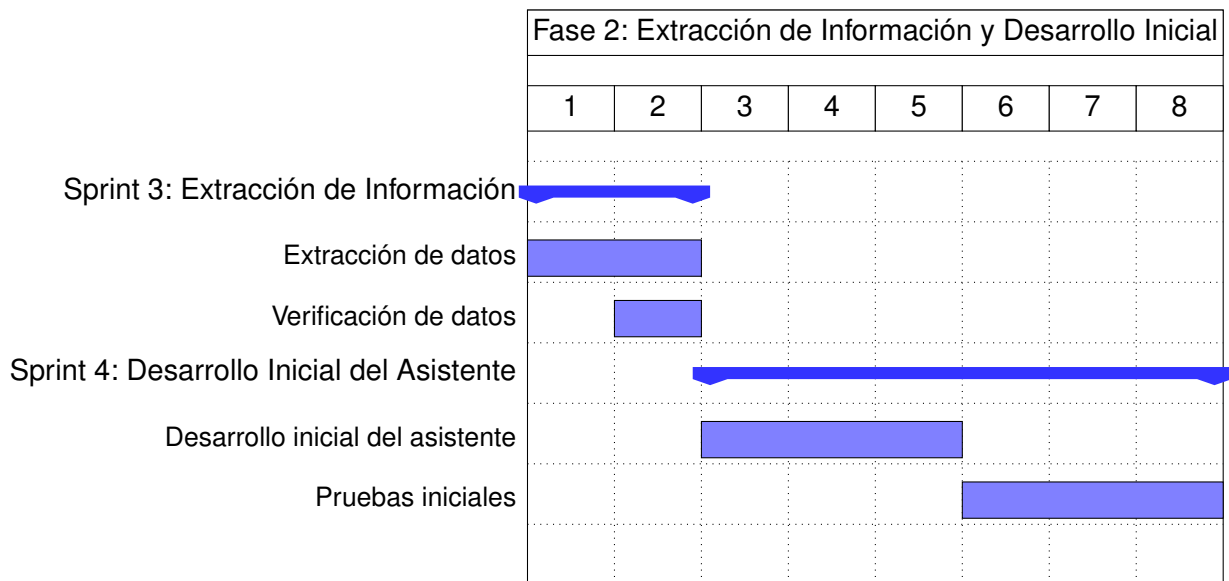 Fase 2: Extracción de Información y Desarrollo Inicial
1 2 3 4 5 6 7 8
Sprint 3: Extracción de Información
Extracción de datos
Verificación de datos
Sprint 4: Desarrollo Inicial del Asistente
Desarrollo inicial del asistente
Pruebas iniciales